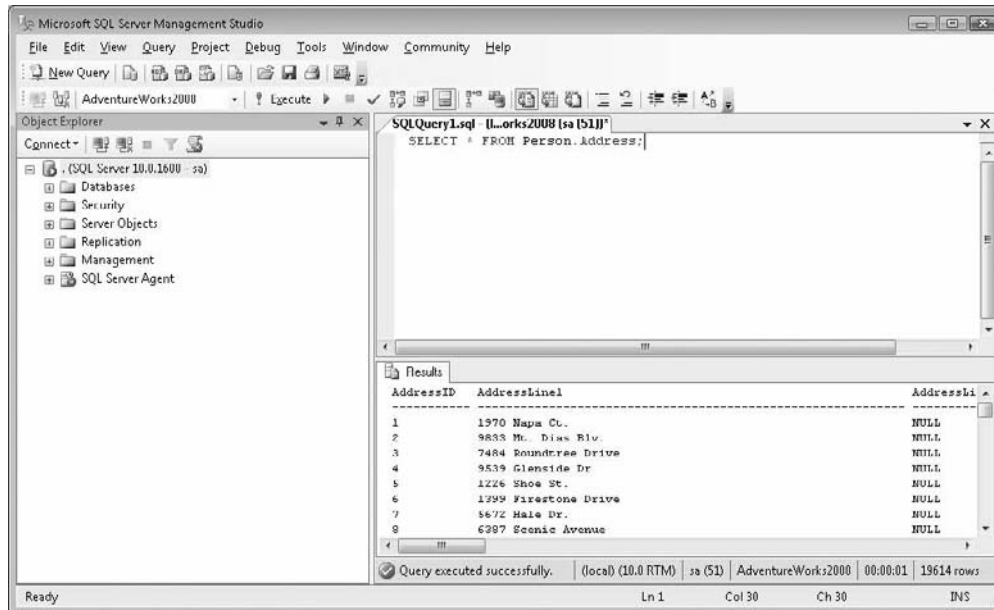 Microsoft SQL Server Management Studio
File Edit View Query Project Debug Tools Window Community Help
New Query
AdventureWorks2008 Execute
Object Explorer
Connect
. (SQL Server 10.0.1600 - sa)
Databases
Security
Server Objects
Replication
Management
SQL Server Agent
SQLQuery1.sql - (l...orks2008 (sa (51))*
SELECT * FROM Person.Address;
Results
AddressID AddressLine1 AddressLi
1 1970 Napa Ct. NULL
2 9833 Mt. Dias Blv. NULL
3 7484 Roundtree Drive NULL
4 9539 Glenside Dr NULL
5 1226 Shoe St. NULL
6 1399 Firestone Drive NULL
7 5672 Hale Dr. NULL
8 6387 Scenic Avenue NULL
Query executed successfully. (local) (10.0 RTM) sa (51) AdventureWorks2008 00:00:01 19614 rows
Ready Ln 1 Col 30 Ch 30 INS